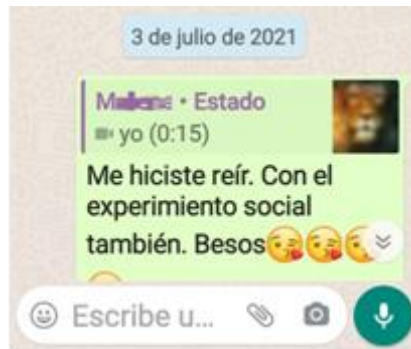 3 de julio de 2021
• Estado
yo (0:15)
Me hiciste reír. Con el
experimento social
también. Besos
Escribe u...